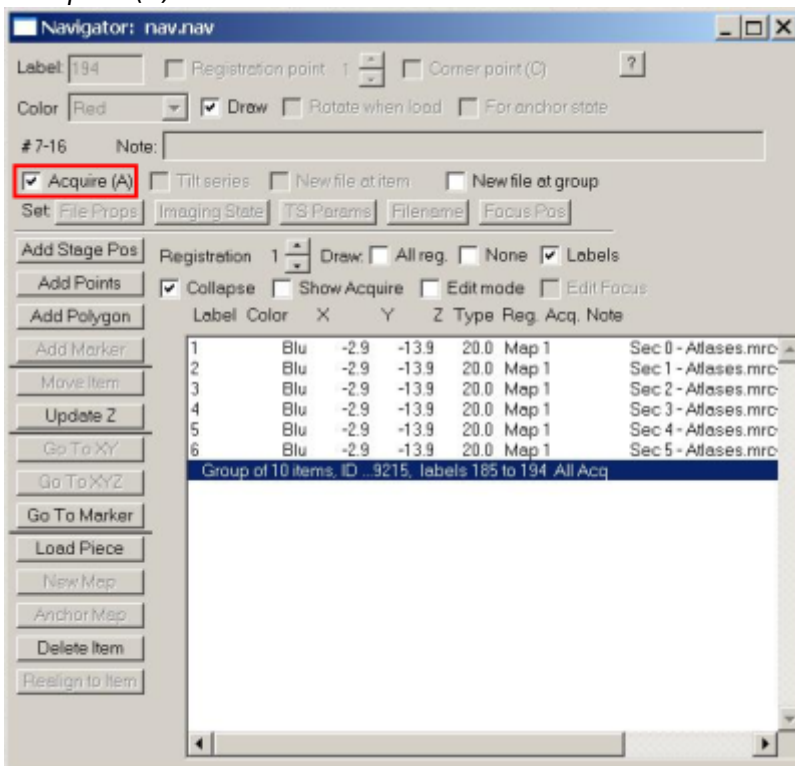 Navigator: nav.nav
Label: 194 Registration point 1 Corner point (C) ?
Color Red Draw Rotate when load For anchor state
# 7-16 Note:
Acquire (A) Tilt series New file at item New file at group
Set: File Props Imaging State TS Params Filename Focus Pos
Add Stage Pos Registration 1 Draw: All reg. None Labels
Add Points Collapse Show Acquire Edit mode Edit Focus
Add Polygon Label Color X Y Z Type Reg. Acq. Note
Add Marker 1 Blu -2.9 -13.9 20.0 Map 1 Sec 0 - Atlases.mrc
2 Blu -2.9 -13.9 20.0 Map 1 Sec 1 - Atlases.mrc
Move Item 3 Blu -2.9 -13.9 20.0 Map 1 Sec 2 - Atlases.mrc
Update Z 4 Blu -2.9 -13.9 20.0 Map 1 Sec 3 - Atlases.mrc
5 Blu -2.9 -13.9 20.0 Map 1 Sec 4 - Atlases.mrc
Go To XY 6 Blu -2.9 -13.9 20.0 Map 1 Sec 5 - Atlases.mrc
Group of 10 items, ID ...9215, labels 185 to 194 All Acq
Go To XYZ
Go To Marker
Load Piece
New Map
Anchor Map
Delete Item
Realign to Item